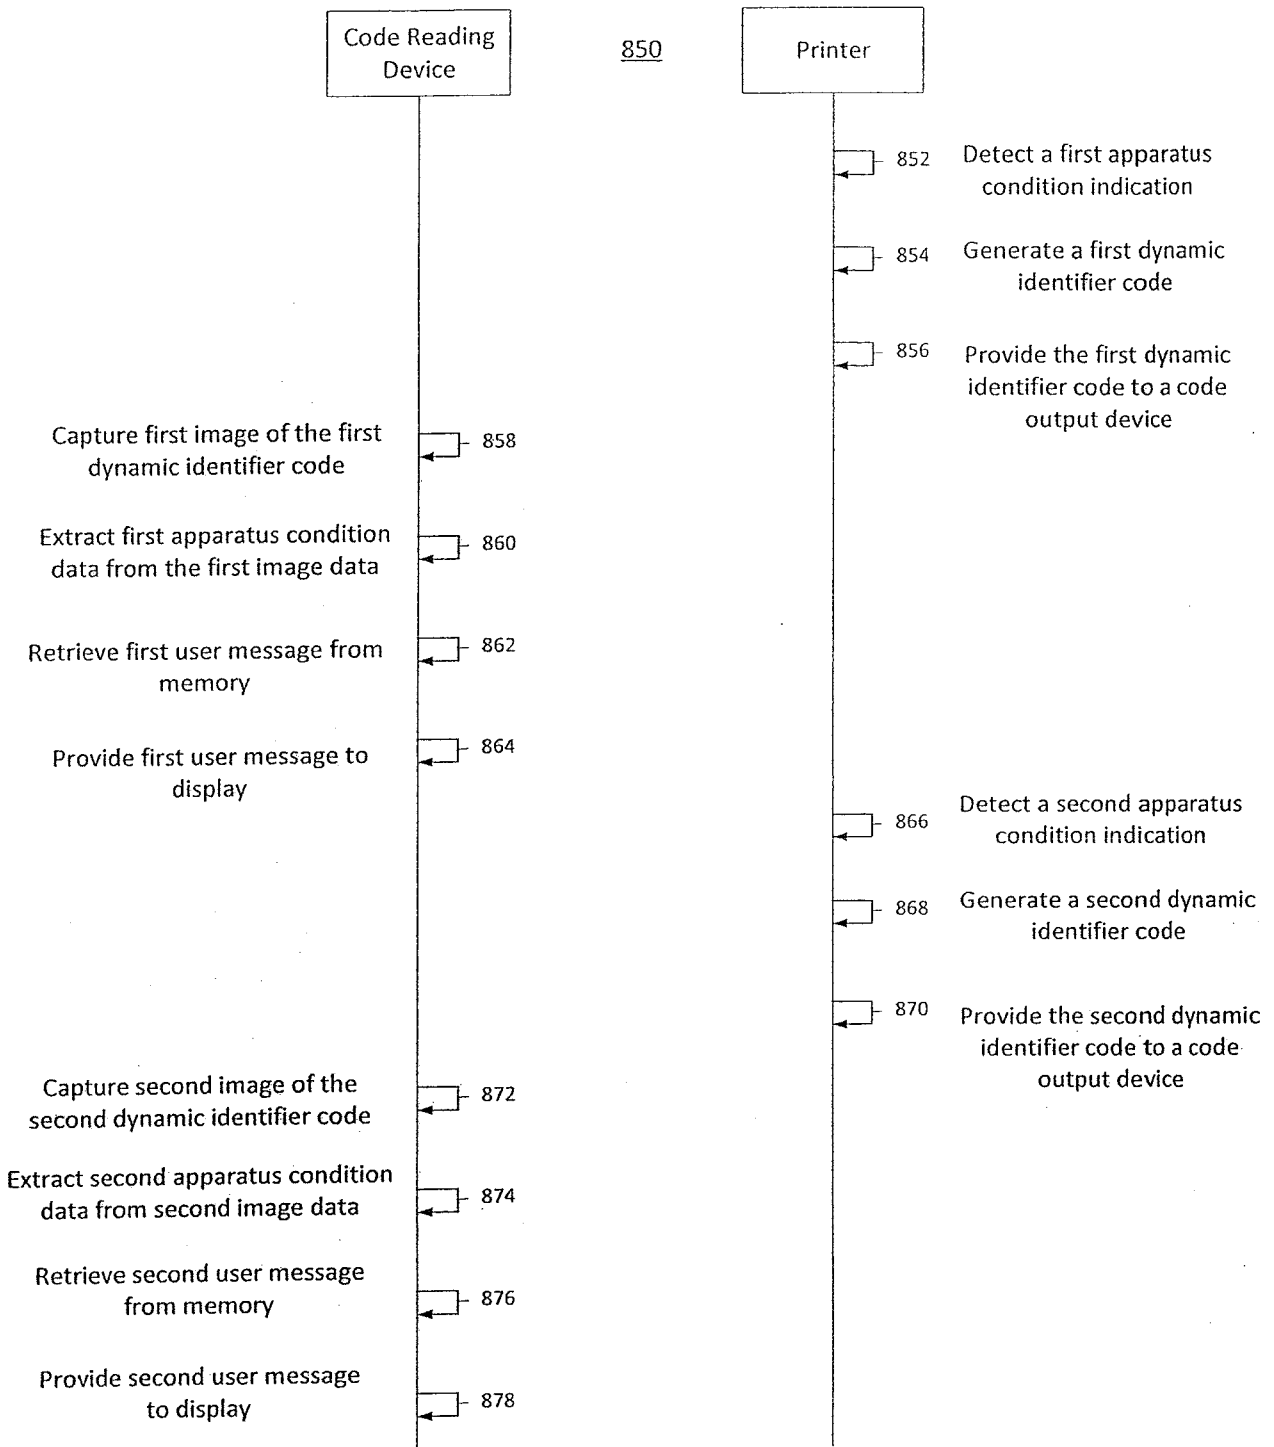 Code Reading
Device
850
Printer
852
Detect a first apparatus
condition indication
854
Generate a first dynamic
identifier code
856
Provide the first dynamic
identifier code to a code
output device
Capture first image of the first
dynamic identifier code
858
Extract first apparatus condition
data from the first image data
860
Retrieve first user message from
memory
862
Provide first user message to
display
864
866
Detect a second apparatus
condition indication
868
Generate a second dynamic
identifier code
870
Provide the second dynamic
identifier code to a code
output device
Capture second image of the
second dynamic identifier code
872
Extract second apparatus condition
data from second image data
874
Retrieve second user message
from memory
876
Provide second user message
to display
878